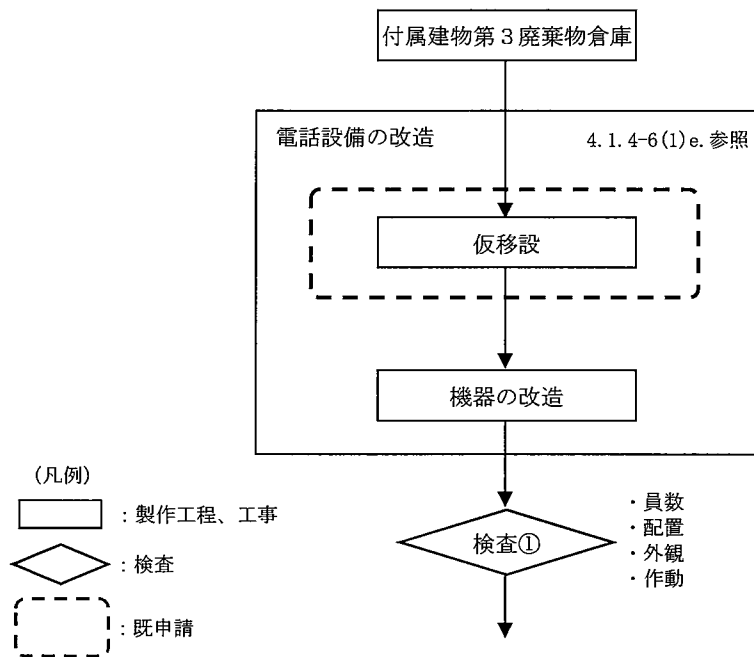 付属建物第３廃棄物倉庫
電話設備の改造
4.1.4-6(1)e.参照
仮移設
機器の改造
検査①
・員数
・配置
・外観
・作動
(凡例)
：製作工程、工事
：検査
：既申請